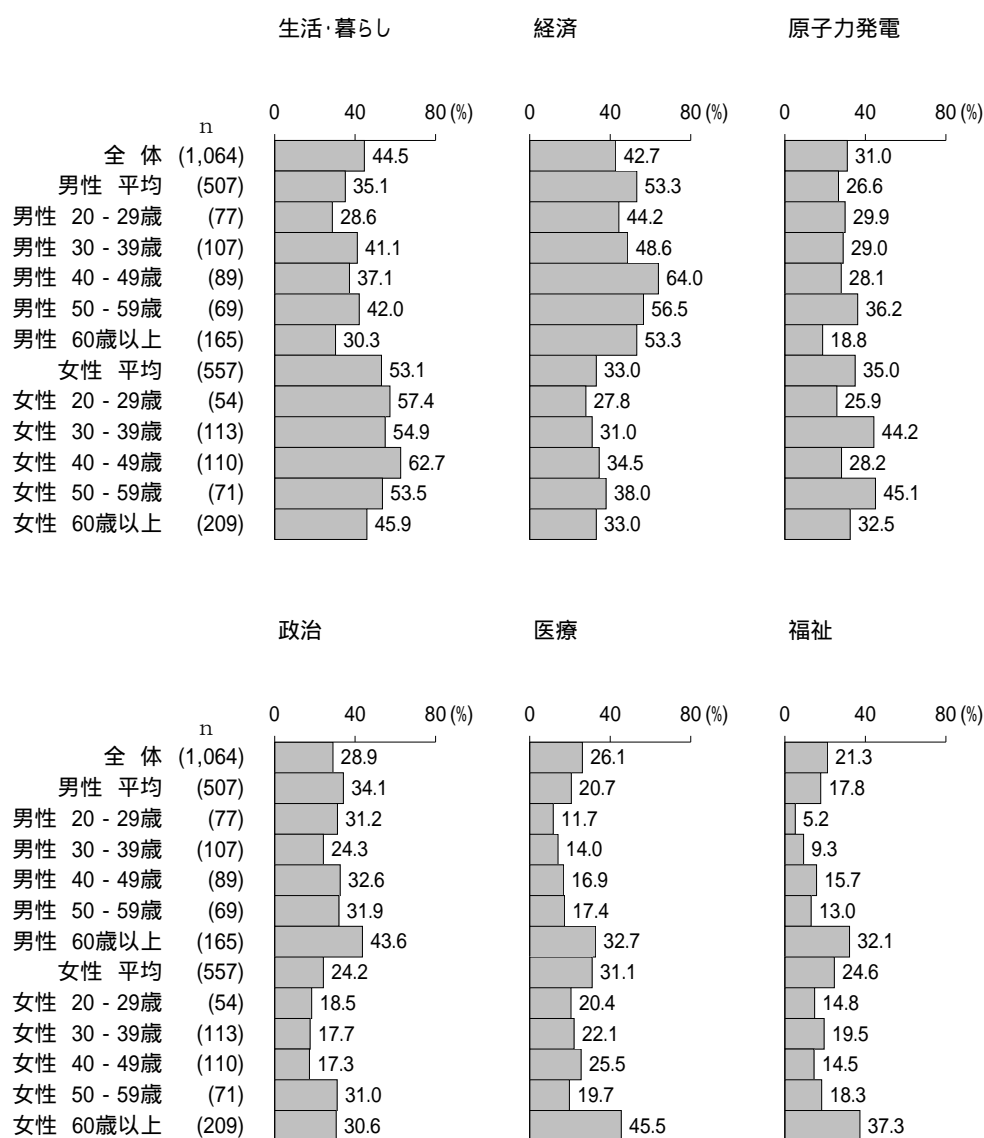 生活・暮らし 経済 原子力発電
0 40 80 (%) 0 40 80 (%) 0 40 80 (%)
n
全 体 (1,064) 44.5 42.7 31.0
男性 平均 (507) 35.1 53.3 26.6
男性 20 - 29歳 (77) 28.6 44.2 29.9
男性 30 - 39歳 (107) 41.1 48.6 29.0
男性 40 - 49歳 (89) 37.1 64.0 28.1
男性 50 - 59歳 (69) 42.0 56.5 36.2
男性 60歳以上 (165) 30.3 53.3 18.8
女性 平均 (557) 53.1 33.0 35.0
女性 20 - 29歳 (54) 57.4 27.8 25.9
女性 30 - 39歳 (113) 54.9 31.0 44.2
女性 40 - 49歳 (110) 62.7 34.5 28.2
女性 50 - 59歳 (71) 53.5 38.0 45.1
女性 60歳以上 (209) 45.9 33.0 32.5
政治 医療 福祉
0 40 80 (%) 0 40 80 (%) 0 40 80 (%)
n
全 体 (1,064) 28.9 26.1 21.3
男性 平均 (507) 34.1 20.7 17.8
男性 20 - 29歳 (77) 31.2 11.7 5.2
男性 30 - 39歳 (107) 24.3 14.0 9.3
男性 40 - 49歳 (89) 32.6 16.9 15.7
男性 50 - 59歳 (69) 31.9 17.4 13.0
男性 60歳以上 (165) 43.6 32.7 32.1
女性 平均 (557) 24.2 31.1 24.6
女性 20 - 29歳 (54) 18.5 20.4 14.8
女性 30 - 39歳 (113) 17.7 22.1 19.5
女性 40 - 49歳 (110) 17.3 25.5 14.5
女性 50 - 59歳 (71) 31.0 19.7 18.3
女性 60歳以上 (209) 30.6 45.5 37.3